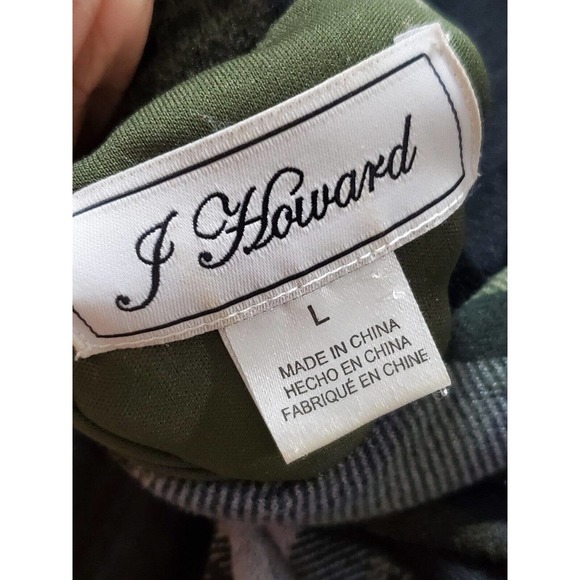 J Howard
L
MADE IN CHINA
HECHO EN CHINA
FABRIQUÉ EN CHINE